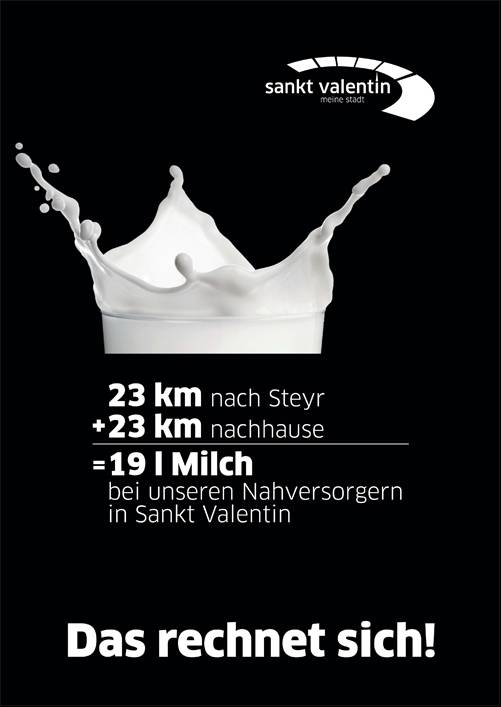 sankt valentin
meine stadt
23 km nach Steyr
+23 km nachhause
=19 l Milch
bei unseren Nahversorgern
in Sankt Valentin
Das rechnet sich!